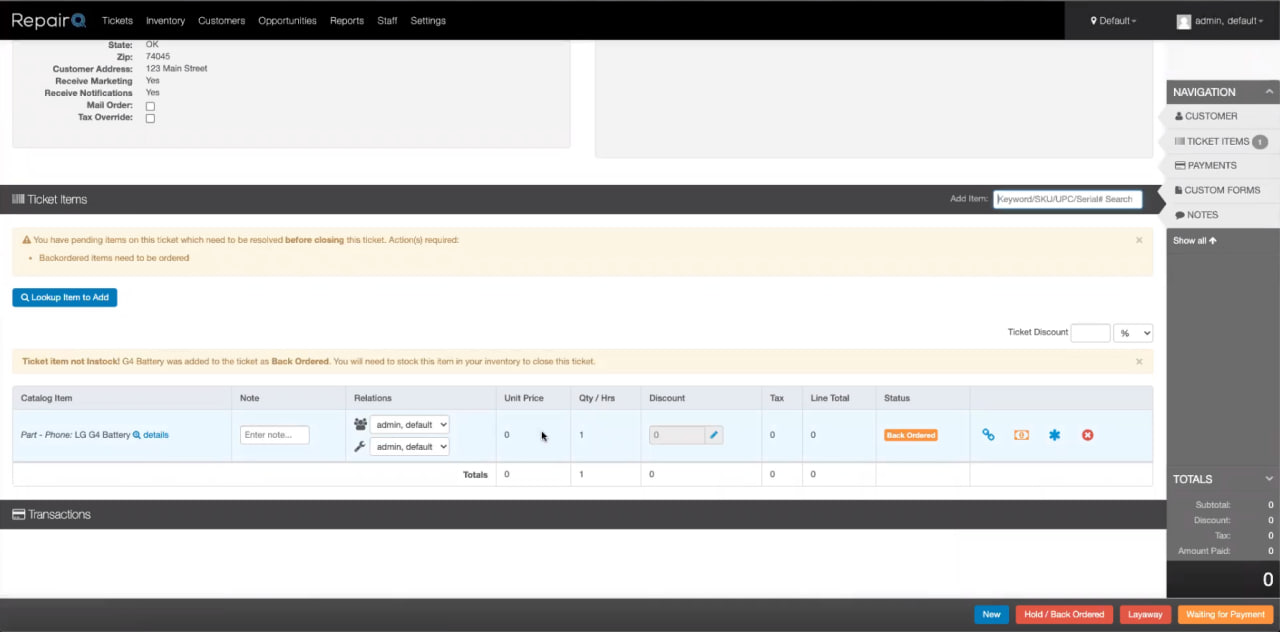 RepairQ Tickets Inventory Customers Opportunities Reports Staff Settings Default admin, default
State: OK
Zip: 74045
Customer Address: 123 Main Street
Receive Marketing Yes
Receive Notifications Yes
Mail Order:
Tax Override:
NAVIGATION
CUSTOMER
TICKET ITEMS 1
PAYMENTS
CUSTOM FORMS
NOTES
Show all
Ticket Items Add Item: Keyword/SKU/UPC/Serial# Search
You have pending items on this ticket which need to be resolved before closing this ticket. Action(s) required: ×
• Backordered items need to be ordered
Lookup Item to Add
Ticket Discount %
Ticket item not Instock! G4 Battery was added to the ticket as Back Ordered. You will need to stock this item in your inventory to close this ticket. ×
Catalog Item Note Relations Unit Price Qty / Hrs Discount Tax Line Total Status
admin, default
Part - Phone: LG G4 Battery details Enter note... 0 1 0 0 0 Back Ordered
admin, default
Totals 0 1 0 0 0
Transactions
TOTALS
Subtotal: 0
Discount: 0
Tax: 0
Amount Paid: 0
0
New Hold / Back Ordered Layaway Waiting for Payment